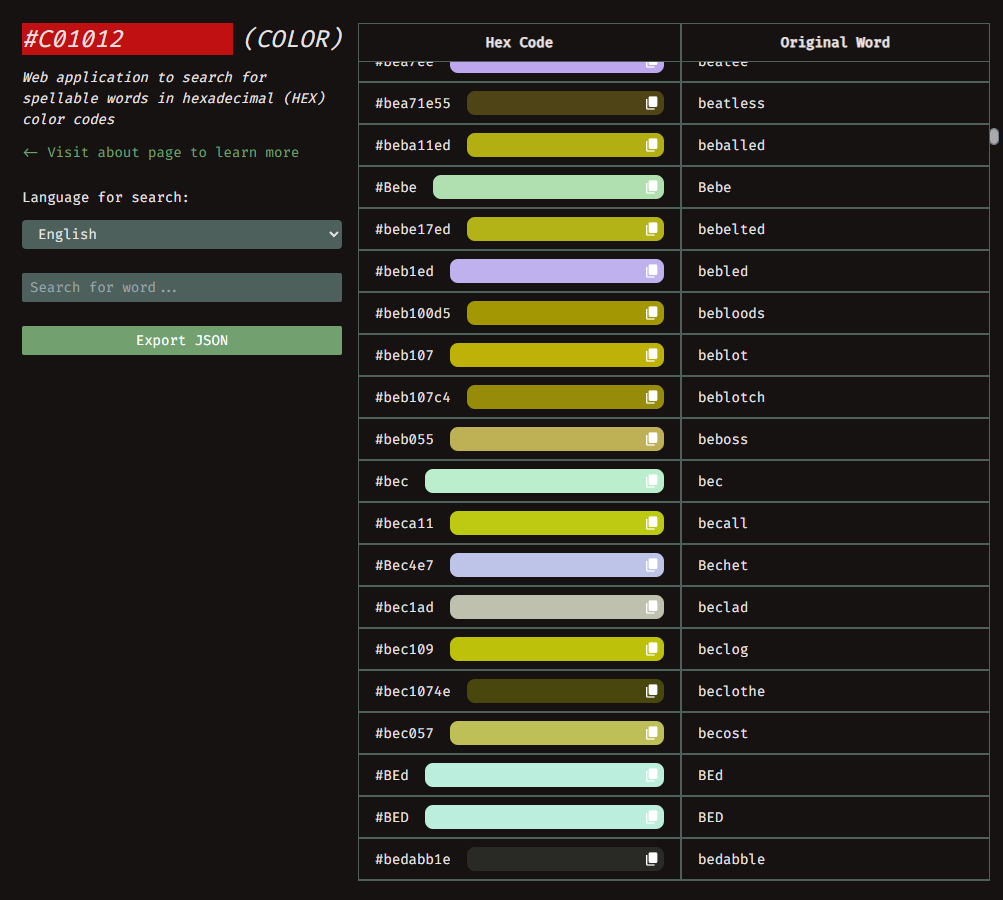 #C01012 (COLOR)
Web application to search for
spellable words in hexadecimal (HEX)
color codes
← Visit about page to learn more
Language for search:
English
Search for word...
Export JSON
Hex Code Original Word
#bea71e55 beatless
#beba11ed beballed
#Bebe Bebe
#bebe17ed bebelted
#beb1ed bebled
#beb100d5 bebloods
#beb107 beblot
#beb107c4 beblotch
#beb055 beboss
#bec bec
#beca11 becall
#Bec4e7 Bechet
#bec1ad beclad
#bec109 beclog
#bec1074e beclothe
#bec057 becost
#BEd BEd
#BED BED
#bedabb1e bedabble